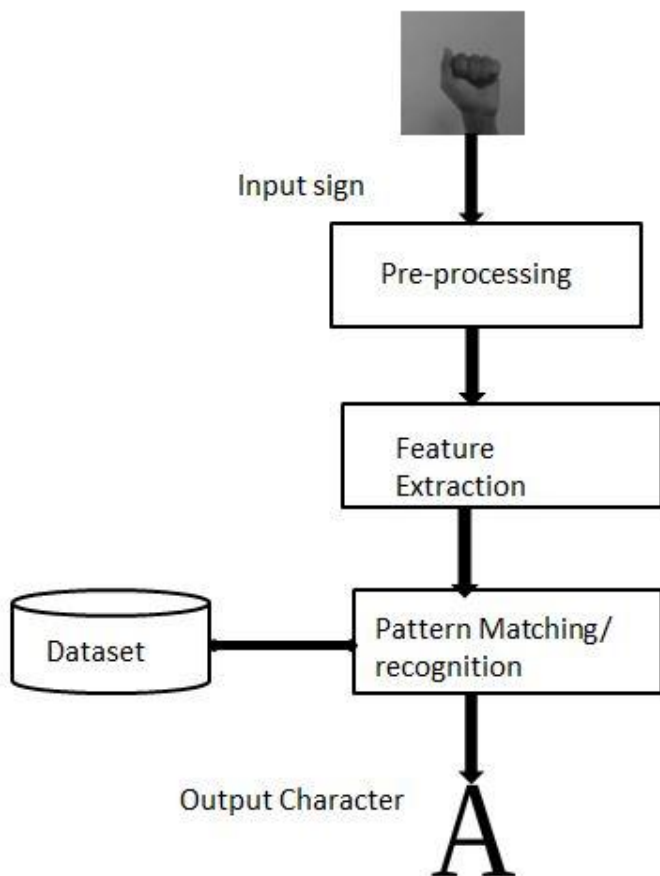 Input sign
Pre-processing
Feature
Extraction
Dataset
Pattern Matching/
recognition
Output Character
A